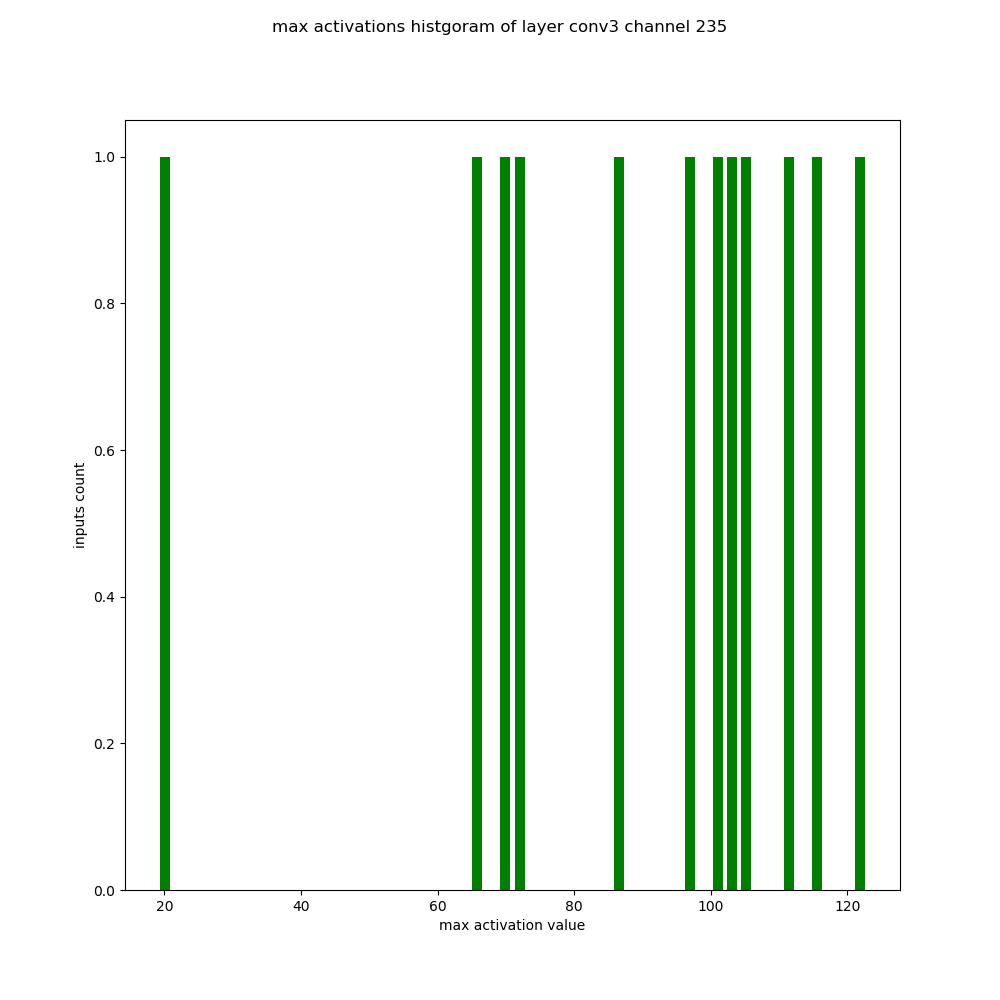 max activations histgoram of layer conv3 channel 235
1.0
0.8
0.6
0.4
0.2
0.0
inputs count
20 40 60 80 100 120
max activation value